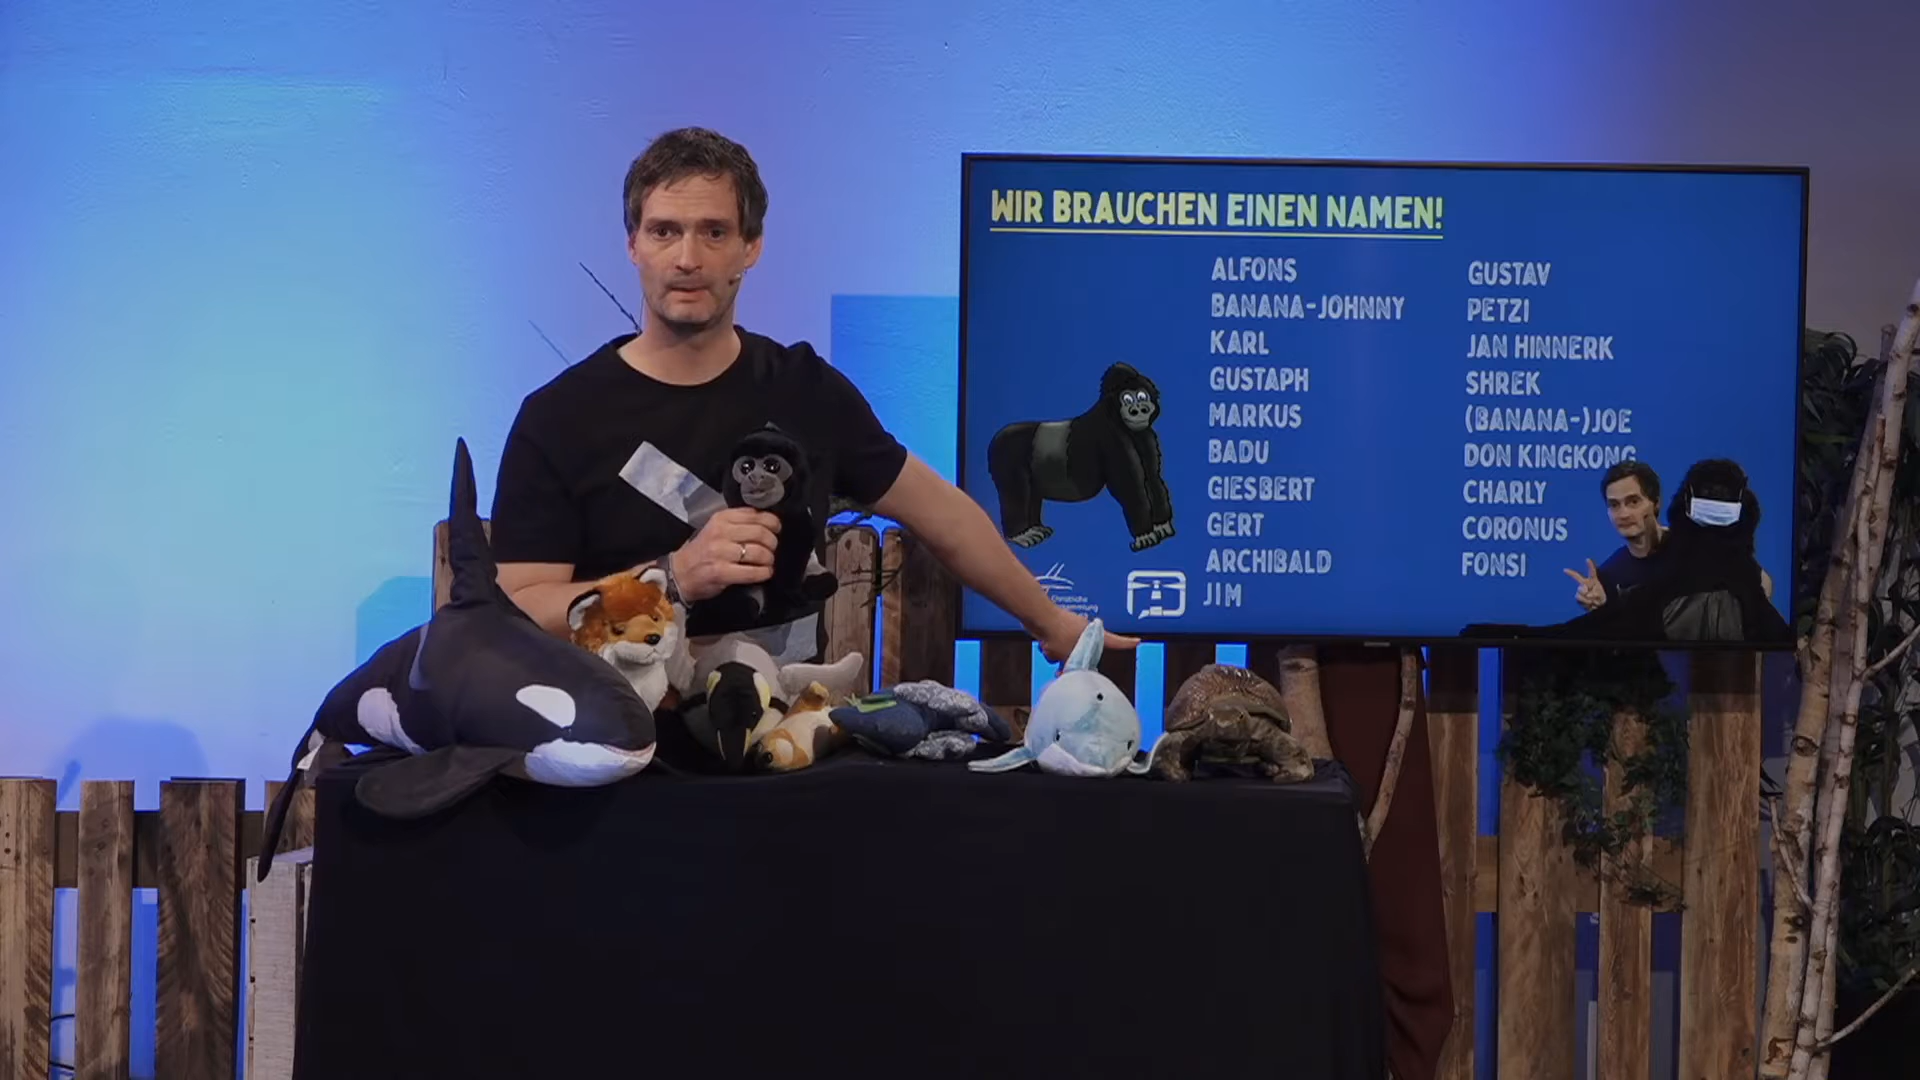 WIR BRAUCHEN EINEN NAMEN!
ALFONS
BANANA-JOHNNY
KARL
GUSTAPH
MARKUS
BADU
GIESBERT
GERT
ARCHIBALD
JIM
GUSTAV
PETZI
JAN HINNERK
SHREK
(BANANA-)JOE
DON KINGKONG
CHARLY
CORONUS
FONSI
Christliche